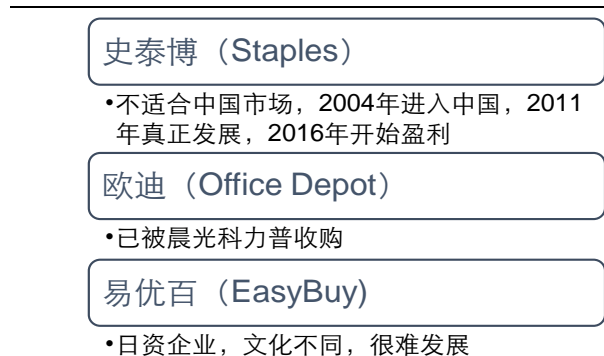 史泰博（Staples）
•不适合中国市场，2004年进入中国，2011
年真正发展，2016年开始盈利
欧迪（Office Depot）
•已被晨光科力普收购
易优百（EasyBuy)
•日资企业，文化不同，很难发展